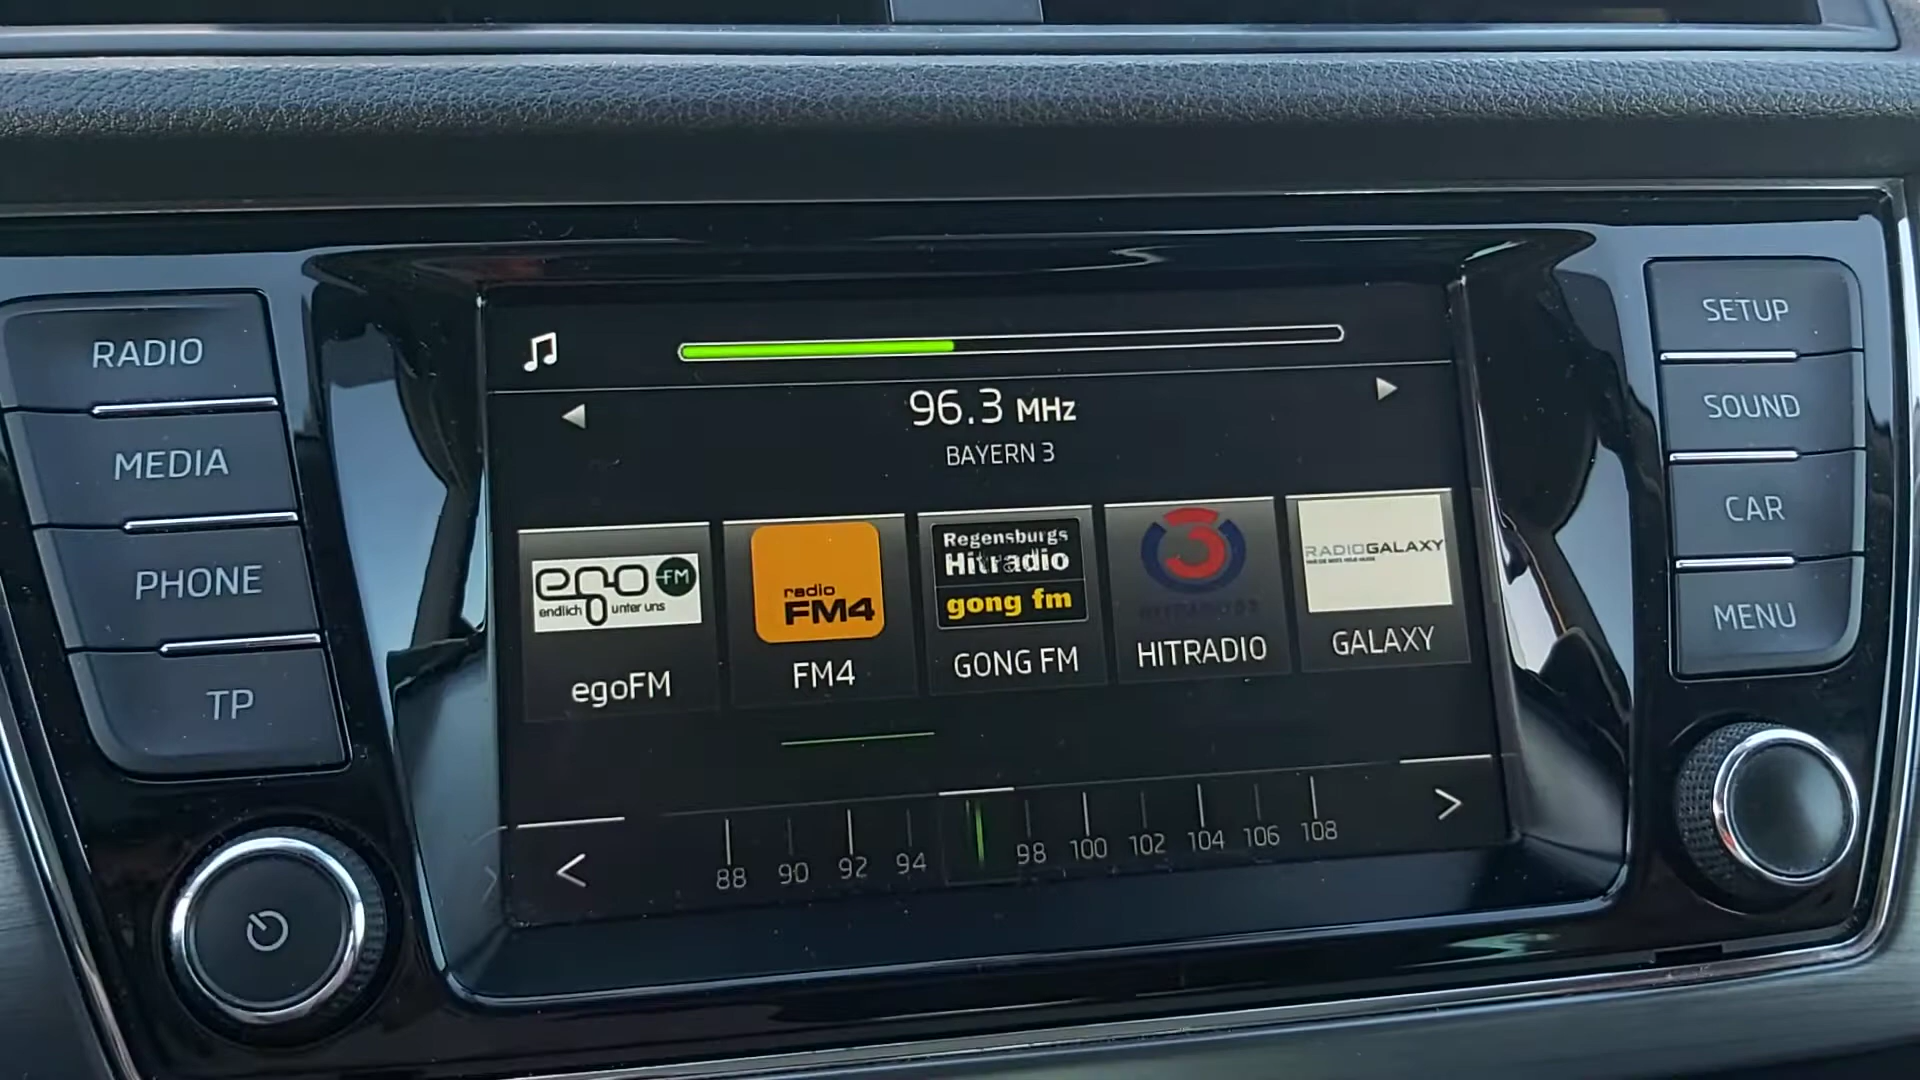 RADIO
MEDIA
PHONE
TP
96.3 MHz
BAYERN 3
ego FM
endlich unter uns
egoFM
radio
FM4
FM4
Regensburgs
Hitradio
gong fm
GONG FM
3
HITRADIO
RADIOGALAXY
GALAXY
< 88 90 92 94 98 100 102 104 106 108 >
SETUP
SOUND
CAR
MENU